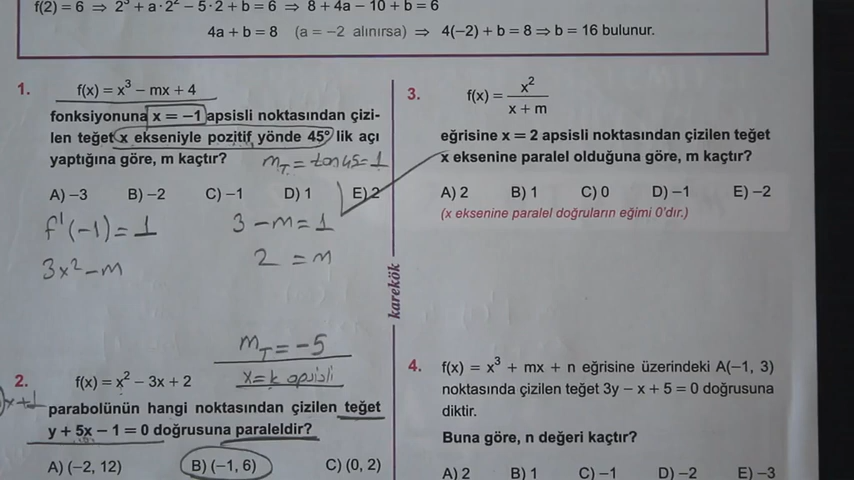 f(2) = 6 ⇒ 2³ + a · 2² − 5 · 2 + b = 6 ⇒ 8 + 4a − 10 + b = 6
4a + b = 8 (a = −2 alınırsa) ⇒ 4(−2) + b = 8 ⇒ b = 16 bulunur.
1. f(x) = x³ − mx + 4
fonksiyonuna x = −1 apsisli noktasından çizi-
len teğet x ekseniyle pozitif yönde 45° lik açı
yaptığına göre, m kaçtır?
m_T = tan45 = 1
A) −3 B) −2 C) −1 D) 1 E) 2
f'(−1) = 1
3x² − m
3 − m = 1
2 = m
m_T = −5
x = k apsisli
2. f(x) = x² − 3x + 2
x+1
parabolünün hangi noktasından çizilen teğet
y + 5x − 1 = 0 doğrusuna paraleldir?
A) (−2, 12) B) (−1, 6) C) (0, 2)
karekök
3. f(x) = x² / (x + m)
eğrisine x = 2 apsisli noktasından çizilen teğet
x eksenine paralel olduğuna göre, m kaçtır?
A) 2 B) 1 C) 0 D) −1 E) −2
(x eksenine paralel doğruların eğimi 0'dır.)
4. f(x) = x³ + mx + n eğrisine üzerindeki A(−1, 3)
noktasında çizilen teğet 3y − x + 5 = 0 doğrusuna
diktir.
Buna göre, n değeri kaçtır?
A) 2 B) 1 C) −1 D) −2 E) −3